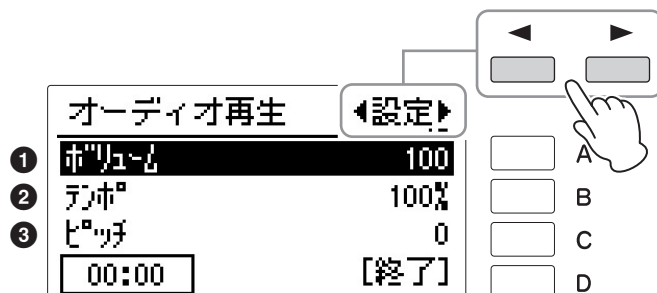 ◀ ▶
オーディオ再生 ◀設定▶
❶ ボリューム 100 A
❷ テンポ 100% B
❸ ピッチ 0 C
00:00 [終了] D